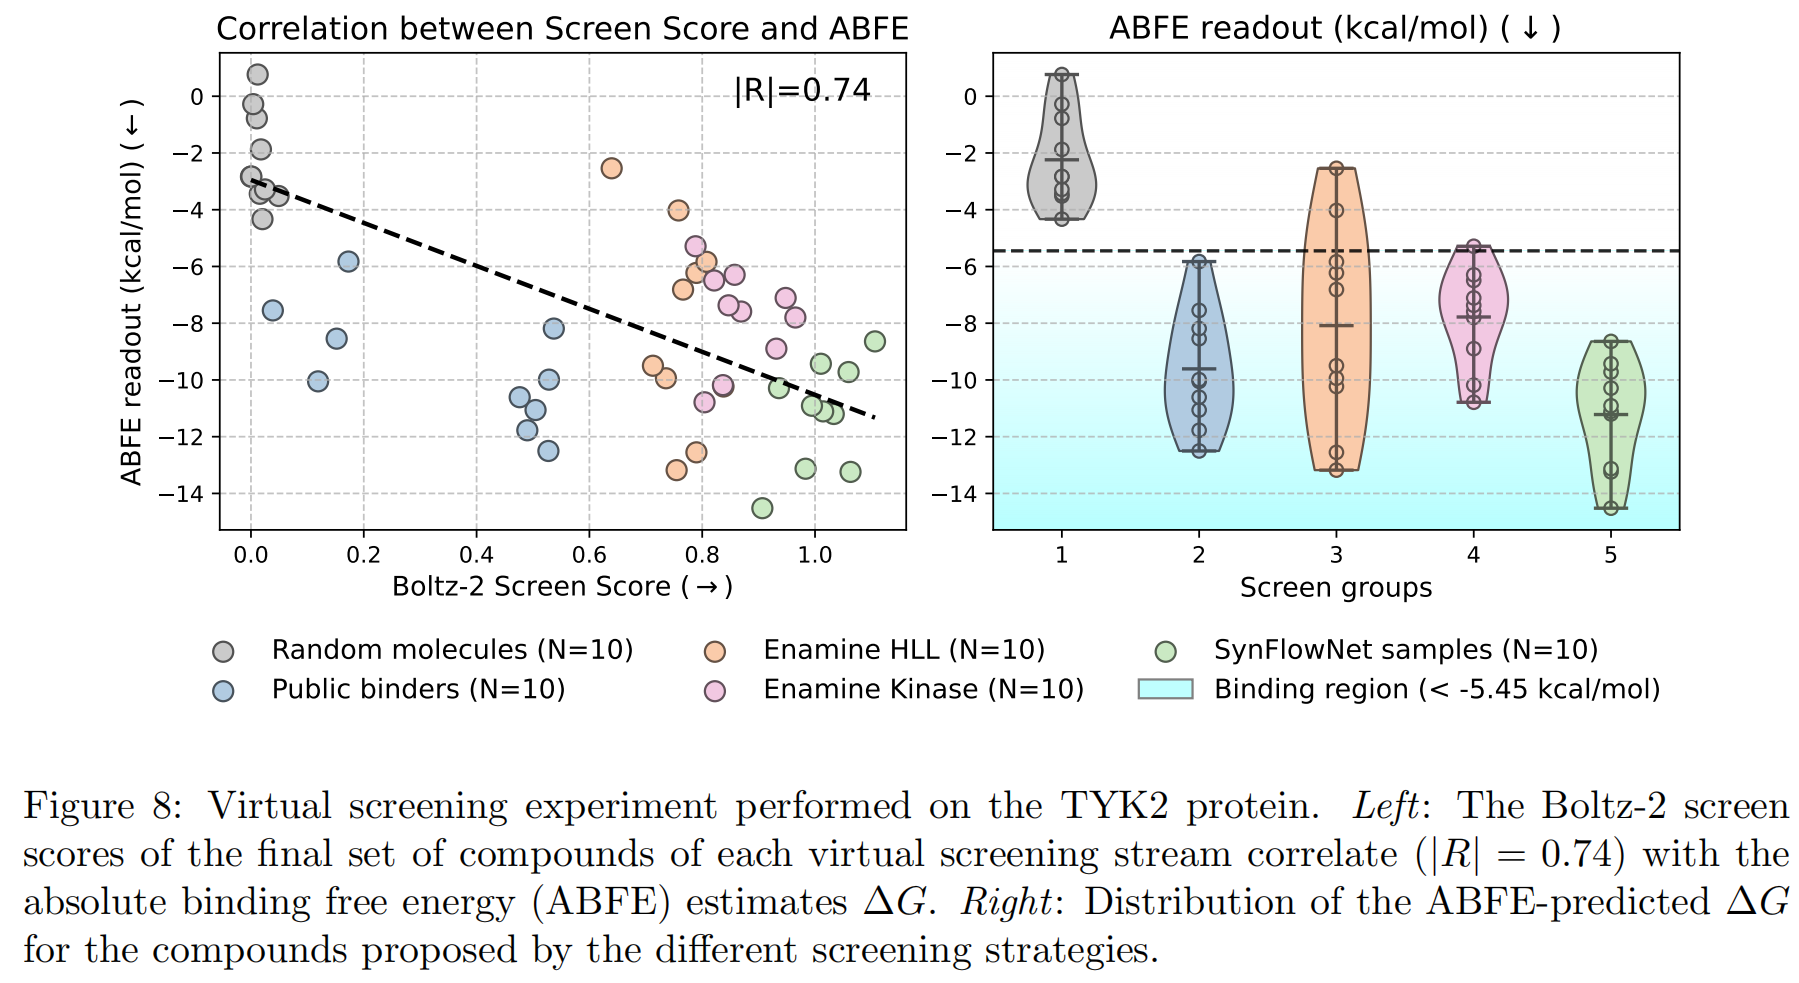 Correlation between Screen Score and ABFE
|R|=0.74
ABFE readout (kcal/mol) (←)
0
−2
−4
−6
−8
−10
−12
−14
0.0 0.2 0.4 0.6 0.8 1.0
Boltz-2 Screen Score (→)
ABFE readout (kcal/mol) (↓)
0
−2
−4
−6
−8
−10
−12
−14
1 2 3 4 5
Screen groups
Random molecules (N=10)
Public binders (N=10)
Enamine HLL (N=10)
Enamine Kinase (N=10)
SynFlowNet samples (N=10)
Binding region (< -5.45 kcal/mol)
Figure 8: Virtual screening experiment performed on the TYK2 protein. Left: The Boltz-2 screen
scores of the final set of compounds of each virtual screening stream correlate (|R| = 0.74) with the
absolute binding free energy (ABFE) estimates ΔG. Right: Distribution of the ABFE-predicted ΔG
for the compounds proposed by the different screening strategies.